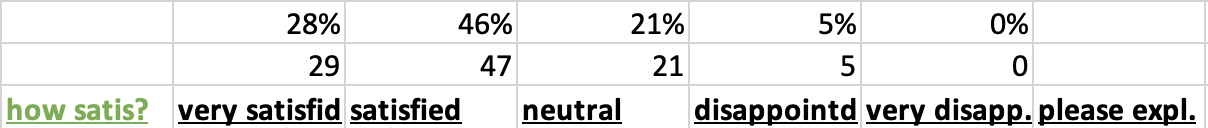 28% 46% 21% 5% 0%
29 47 21 5 0
how satis? very satisfid satisfied neutral disappointd very disapp. please expl.